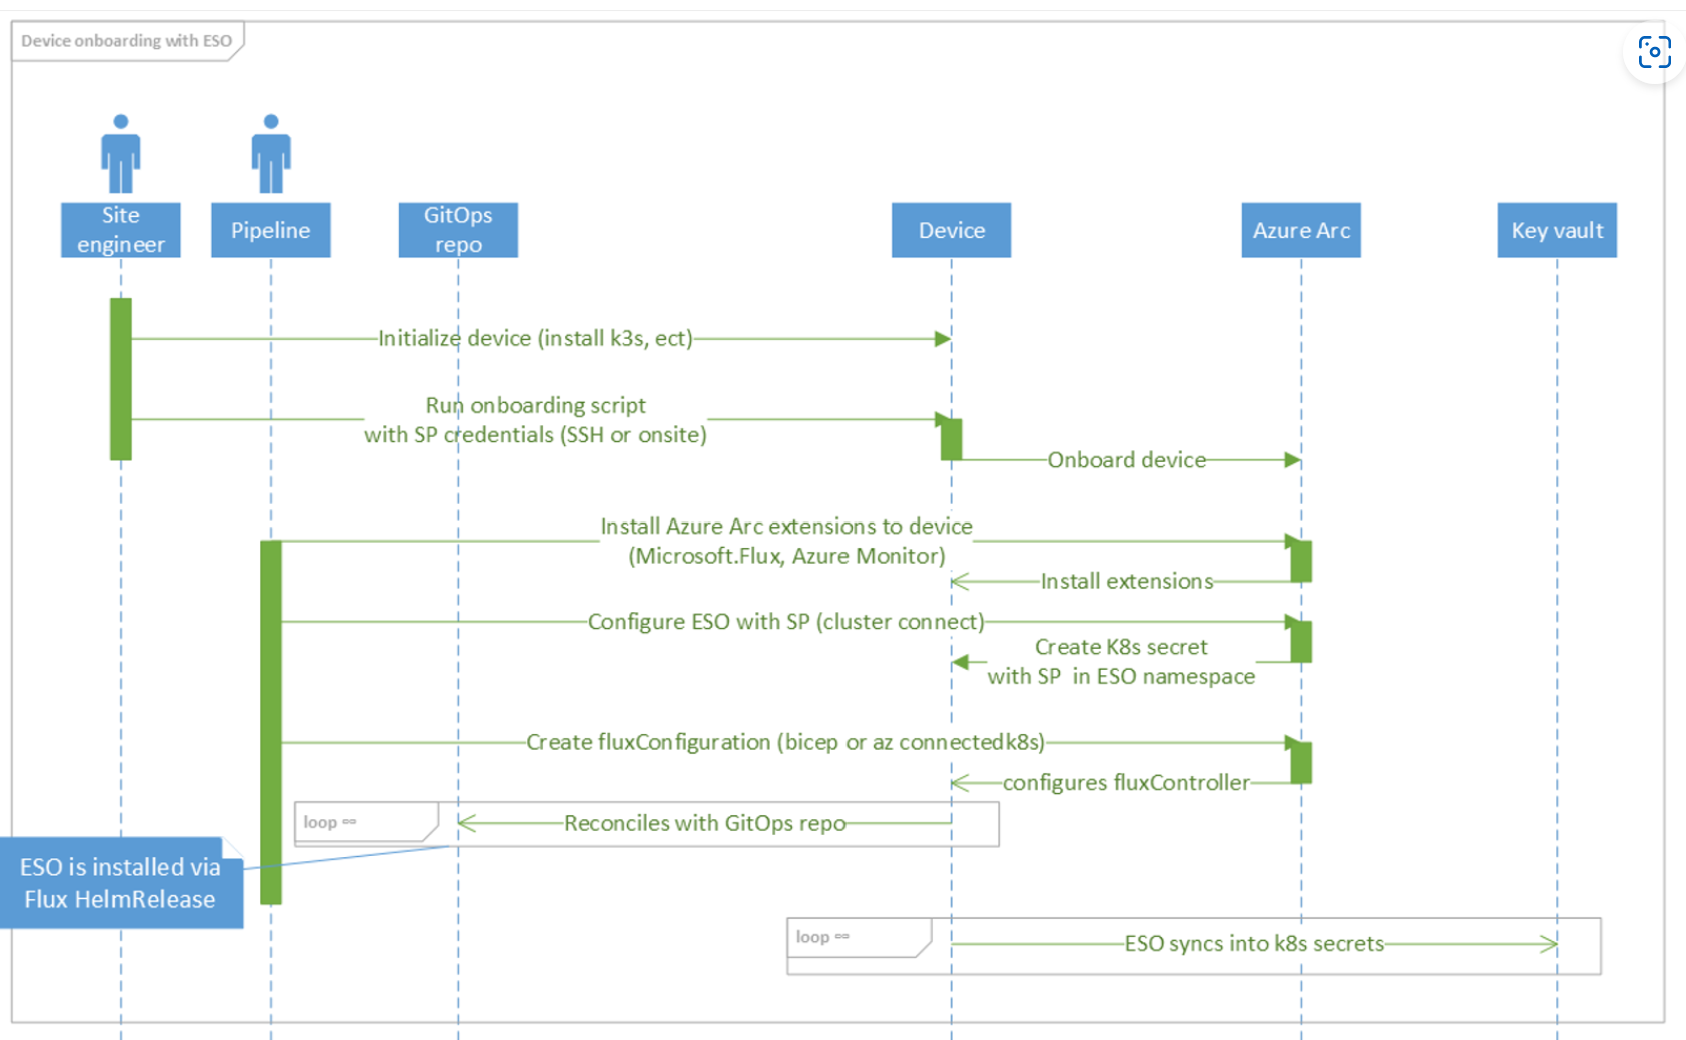 Device onboarding with ESO
Site
engineer
Pipeline
GitOps
repo
Device
Azure Arc
Key vault
Initialize device (install k3s, ect)
Run onboarding script
with SP credentials (SSH or onsite)
Onboard device
Install Azure Arc extensions to device
(Microsoft.Flux, Azure Monitor)
Install extensions
Configure ESO with SP (cluster connect)
Create K8s secret
with SP in ESO namespace
Create fluxConfiguration (bicep or az connectedk8s)
configures fluxController
loop ∞
Reconciles with GitOps repo
ESO is installed via
Flux HelmRelease
loop ∞
ESO syncs into k8s secrets